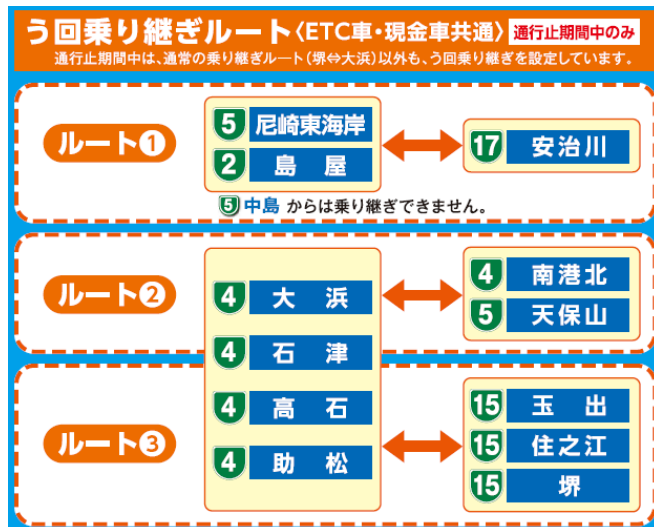 う回乗り継ぎルート〈ETC車・現金車共通〉 通行止期間中のみ
通行止期間中は、通常の乗り継ぎルート(堺⇔大浜)以外も、う回乗り継ぎを設定しています。
ルート❶
5 尼崎東海岸
2 島屋
17 安治川
5 中島 からは乗り継ぎできません。
ルート❷
4 大浜
4 石津
4 高石
4 助松
4 南港北
5 天保山
ルート❸
15 玉出
15 住之江
15 堺